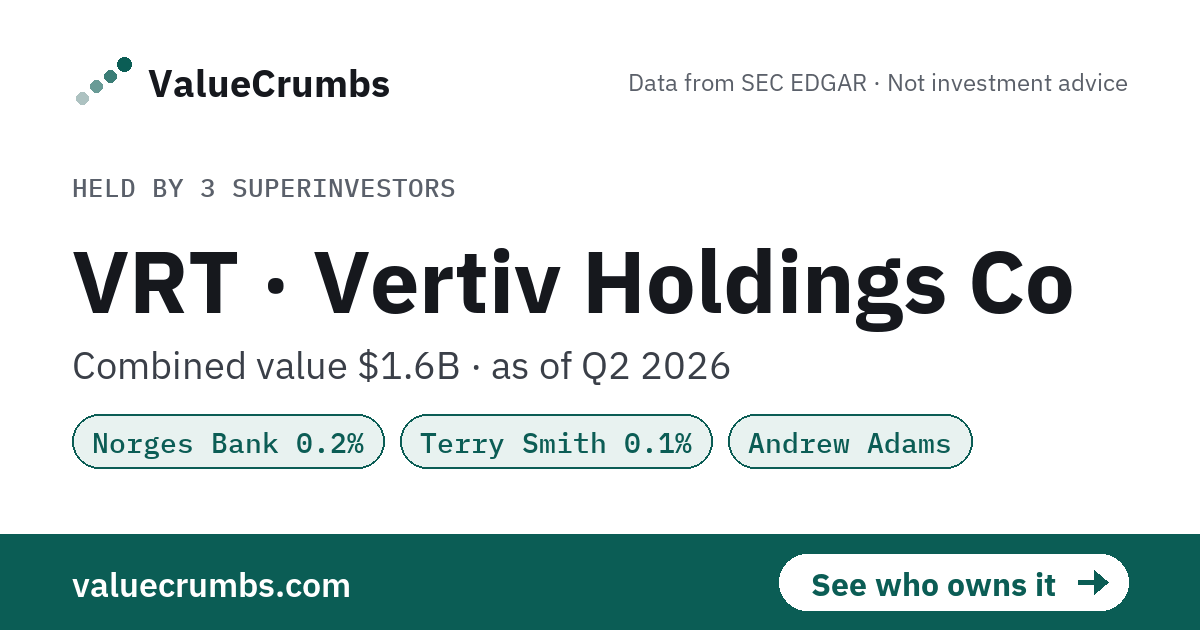 ValueCrumbs
Data from SEC EDGAR · Not investment advice
HELD BY 3 SUPERINVESTORS
VRT · Vertiv Holdings Co
Combined value $1.6B · as of Q2 2026
Norges Bank 0.2%
Terry Smith 0.1%
Andrew Adams
valuecrumbs.com
See who owns it →